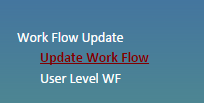 Work Flow Update
Update Work Flow
User Level WF